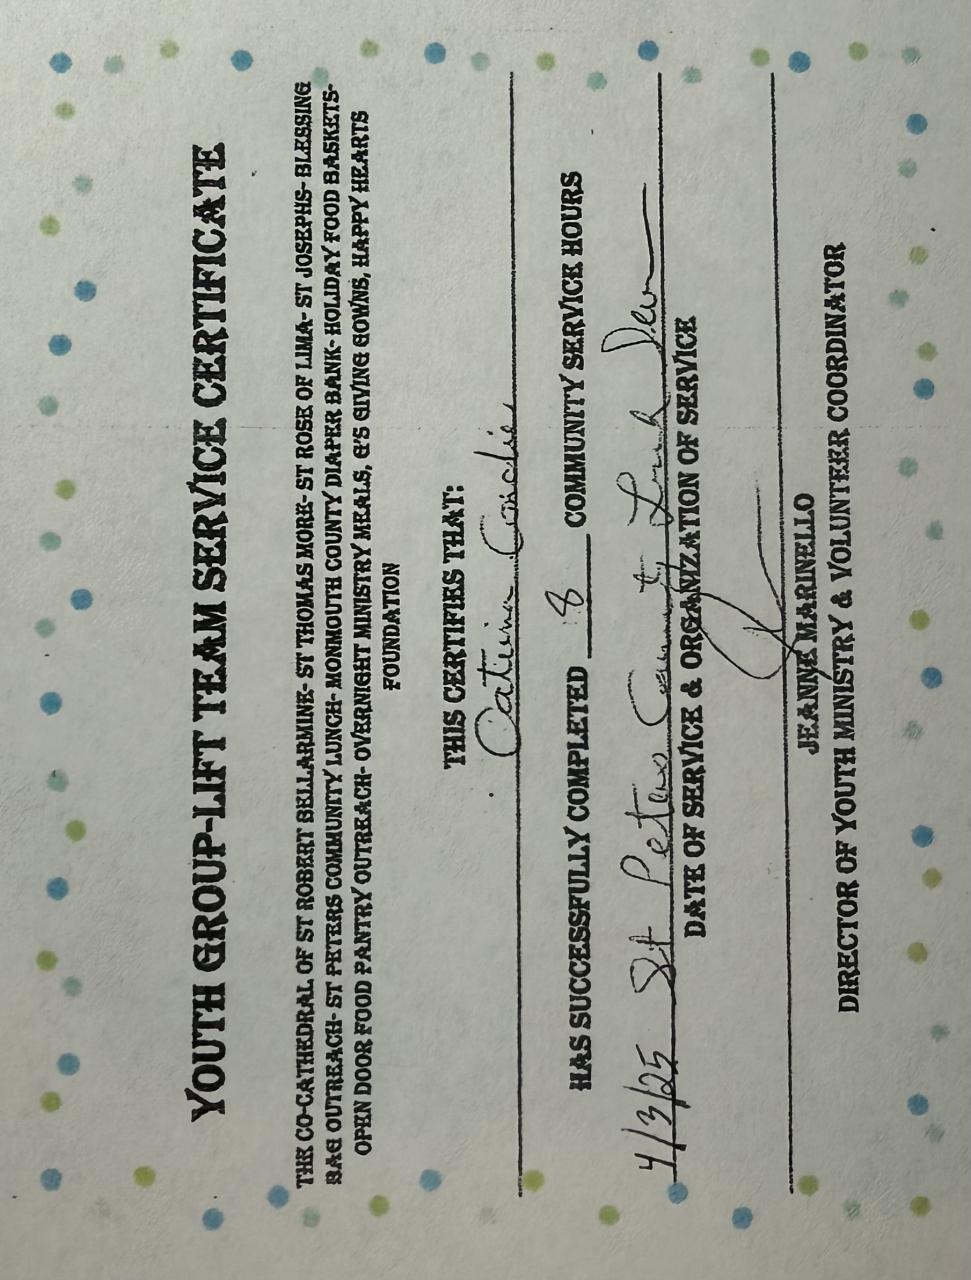 YOUTH GROUP-LIFT TEAM SERVICE CERTIFICATE
THE CO-CATHEDRAL OF ST ROBERT BELLARMINE- ST THOMAS MORE- ST ROSE OF LIMA- ST JOSEPHS- BLESSING
BAG OUTREACH- ST PETERS COMMUNITY LUNCH- MONMOUTH COUNTY DIAPER BANK- HOLIDAY FOOD BASKETS-
OPEN DOOR FOOD PANTRY OUTREACH- OVERNIGHT MINISTRY MEALS, G'S GIVING GOWNS, HAPPY HEARTS
FOUNDATION
THIS CERTIFIES THAT:
HAS SUCCESSFULLY COMPLETED 8 COMMUNITY SERVICE HOURS
4/3/25 St Peters Community Lunch
DATE OF SERVICE & ORGANIZATION OF SERVICE
JEANNE MARINELLO
DIRECTOR OF YOUTH MINISTRY & VOLUNTEER COORDINATOR